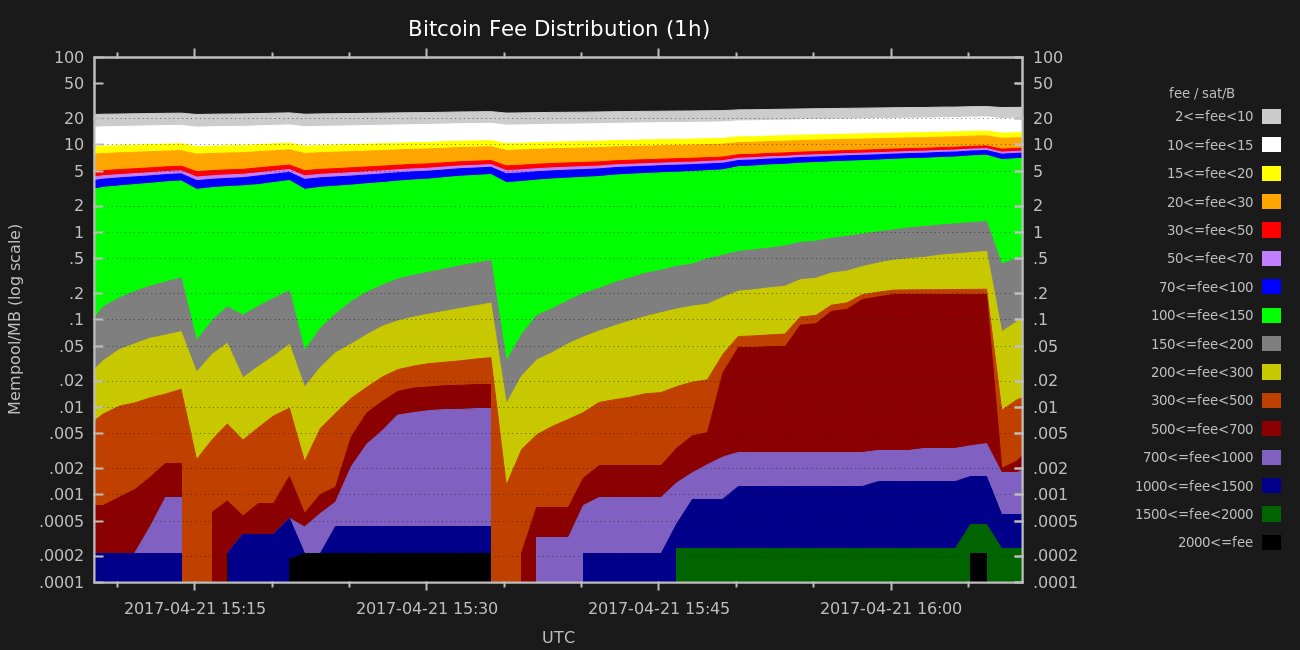 Bitcoin Fee Distribution (1h)
100
50
20
10
5
2
1
.5
.2
.1
.05
.02
.01
.005
.002
.001
.0005
.0002
.0001
Mempool/MB (log scale)
100
50
20
10
5
2
1
.5
.2
.1
.05
.02
.01
.005
.002
.001
.0005
.0002
.0001
2017-04-21 15:15
2017-04-21 15:30
2017-04-21 15:45
2017-04-21 16:00
UTC
fee / sat/B
2<=fee<10
10<=fee<15
15<=fee<20
20<=fee<30
30<=fee<50
50<=fee<70
70<=fee<100
100<=fee<150
150<=fee<200
200<=fee<300
300<=fee<500
500<=fee<700
700<=fee<1000
1000<=fee<1500
1500<=fee<2000
2000<=fee